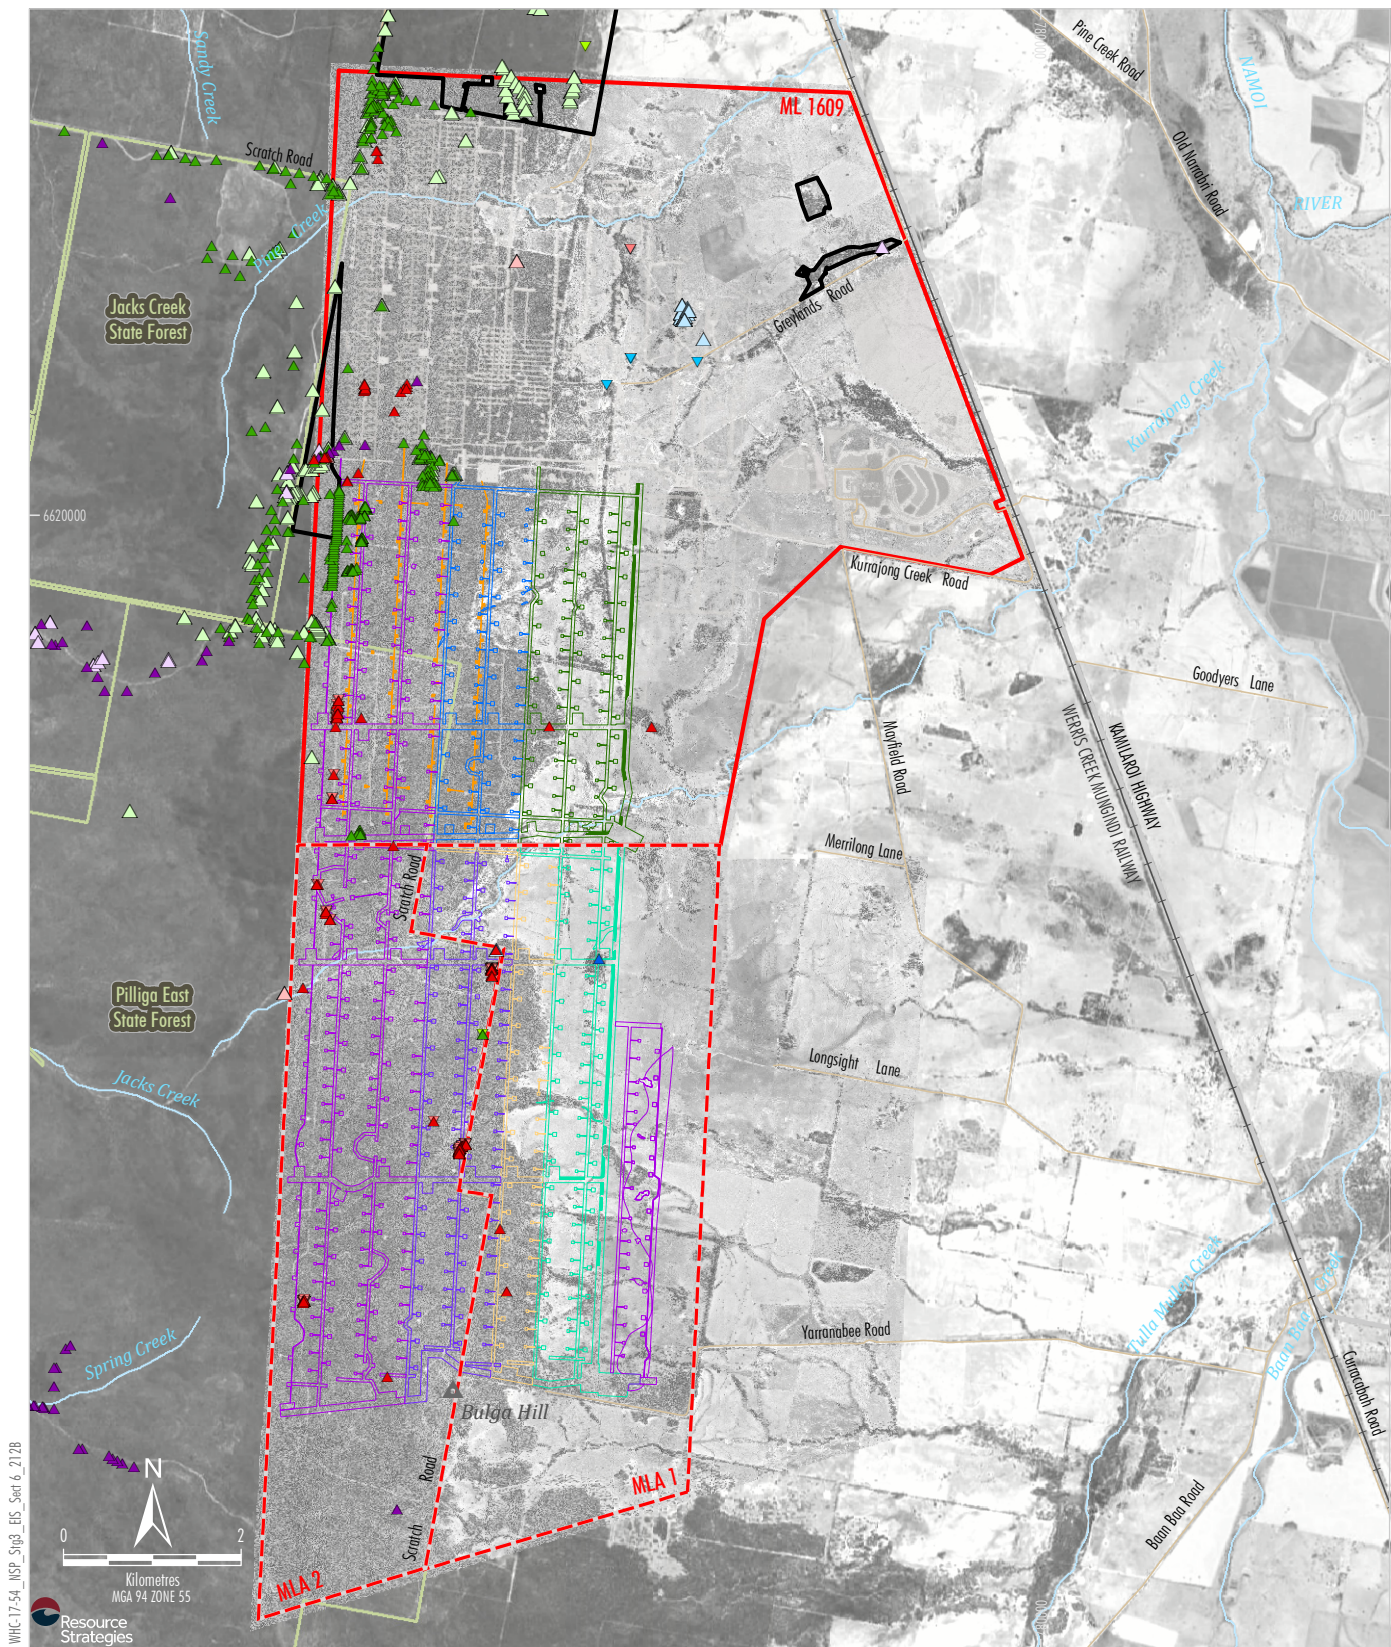 Sandy Creek
780000
Pine Creek Road
NAMOI
RIVER
ML 1609
Scratch Road
Old Narrabri Road
Pine Creek
Jacks Creek
State Forest
Greylands Road
Kurrajong Creek
6620000
6620000
Kurrajong Creek Road
Goodyers Lane
Mayfield Road
KAMILAROI HIGHWAY
WERRIS CREEK MUNGINDI RAILWAY
Merrilong Lane
Scratch Road
Pilliga East
State Forest
Longsight Lane
Jacks Creek
Tulla Mullen Creek
Baan Baa Creek
Yarranabee Road
Spring Creek
Curracabah Road
Bulga Hill
Scratch Road
MLA 1
Baan Baa Road
N
0
2
Kilometres
MGA 94 ZONE 55
MLA 2
Resource
Strategies
WHC-17-54_NSP_Stg3_EIS_Sect 6_212B